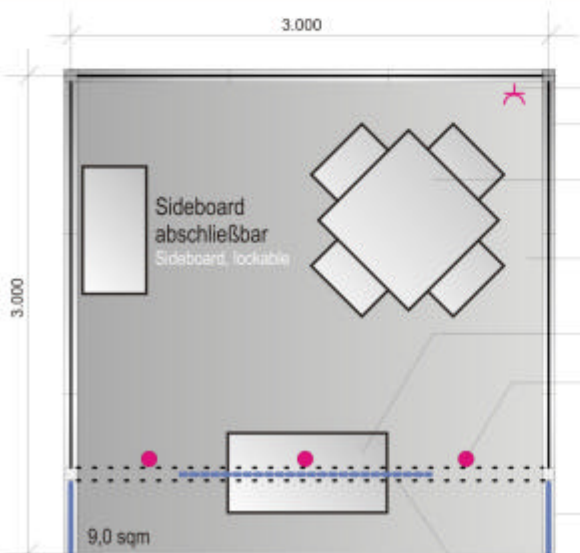 3.000
3.000
Sideboard
abschließbar
Sideboard, lockable
9,0 sqm